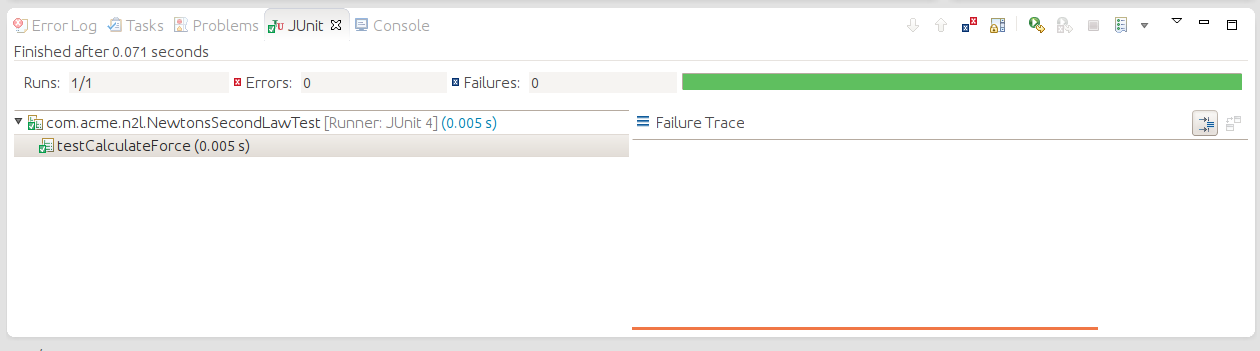 Error Log Tasks Problems JUnit Console
Finished after 0.071 seconds
Runs: 1/1 Errors: 0 Failures: 0
com.acme.n2l.NewtonsSecondLawTest [Runner: JUnit 4] (0.005 s)
testCalculateForce (0.005 s)
Failure Trace